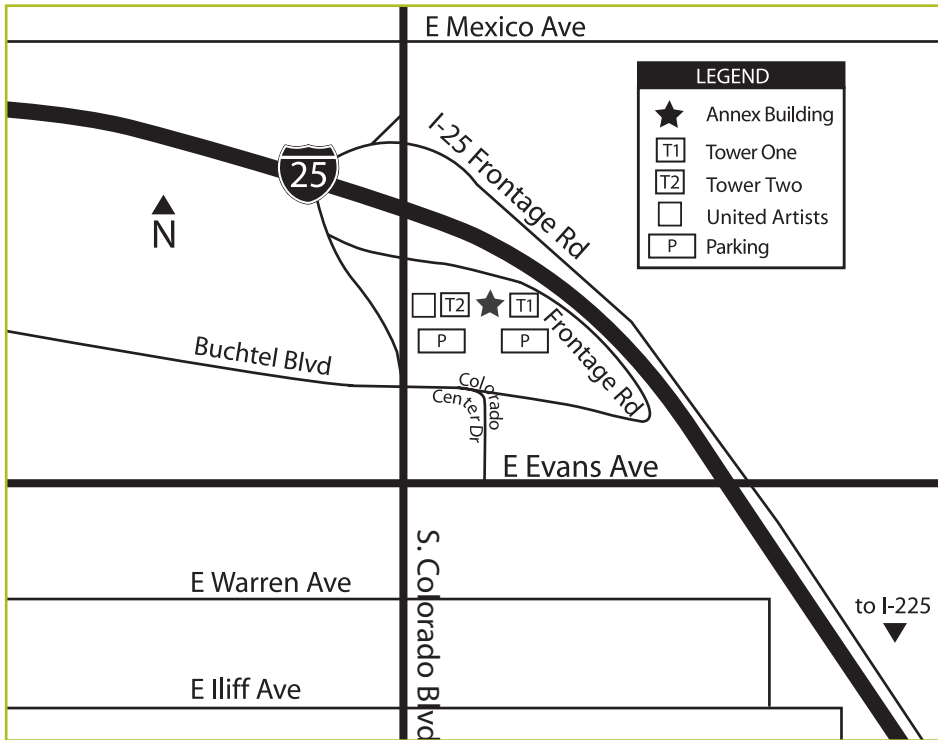 E Mexico Ave
LEGEND
Annex Building
T1 Tower One
T2 Tower Two
United Artists
P Parking
I-25 Frontage Rd
25
N
T2
T1
P
P
Frontage Rd
Buchtel Blvd
Colorado
Center Dr
E Evans Ave
S. Colorado Blvd
E Warren Ave
to I-225
E Iliff Ave